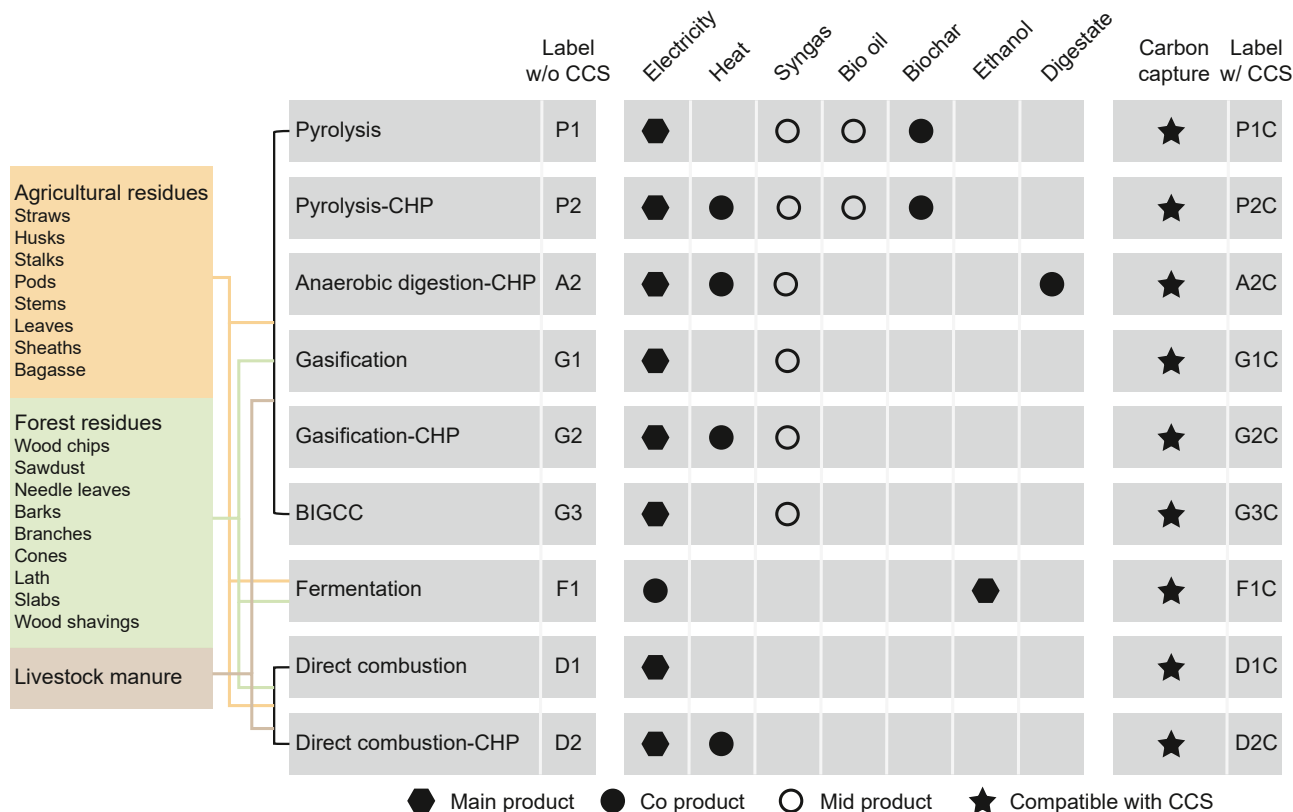 Label
w/o CCS
Electricity
Heat
Syngas
Bio oil
Biochar
Ethanol
Digestate
Carbon
capture
Label
w/ CCS
Agricultural residues
Straws
Husks
Stalks
Pods
Stems
Leaves
Sheaths
Bagasse
Forest residues
Wood chips
Sawdust
Needle leaves
Barks
Branches
Cones
Lath
Slabs
Wood shavings
Livestock manure
Pyrolysis P1 P1C
Pyrolysis-CHP P2 P2C
Anaerobic digestion-CHP A2 A2C
Gasification G1 G1C
Gasification-CHP G2 G2C
BIGCC G3 G3C
Fermentation F1 F1C
Direct combustion D1 D1C
Direct combustion-CHP D2 D2C
Main product Co product Mid product Compatible with CCS